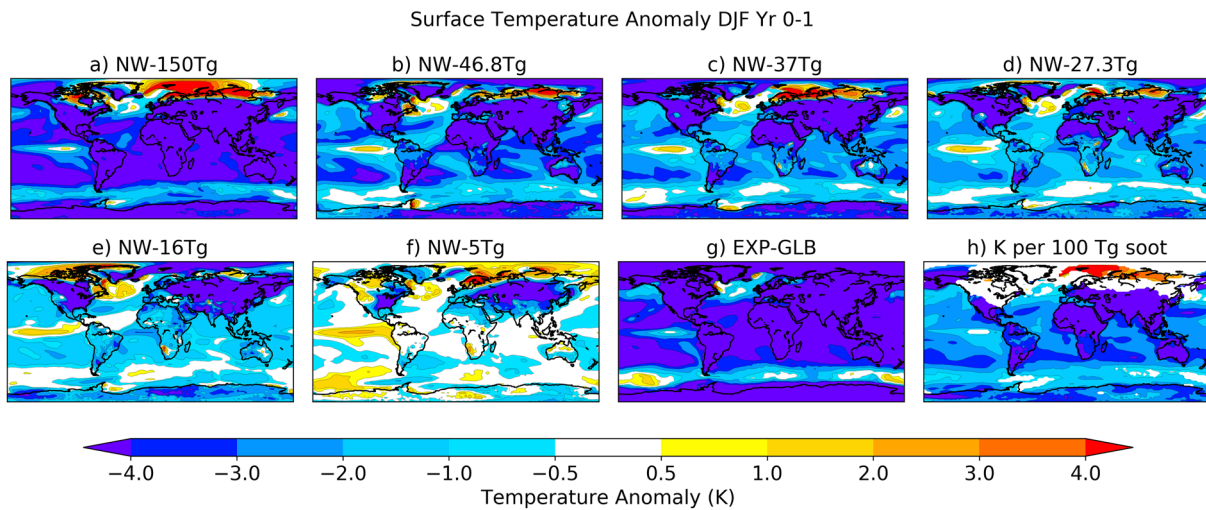 Surface Temperature Anomaly DJF Yr 0-1
a) NW-150Tg
b) NW-46.8Tg
c) NW-37Tg
d) NW-27.3Tg
e) NW-16Tg
f) NW-5Tg
g) EXP-GLB
h) K per 100 Tg soot
−4.0 −3.0 −2.0 −1.0 −0.5 0.5 1.0 2.0 3.0 4.0
Temperature Anomaly (K)